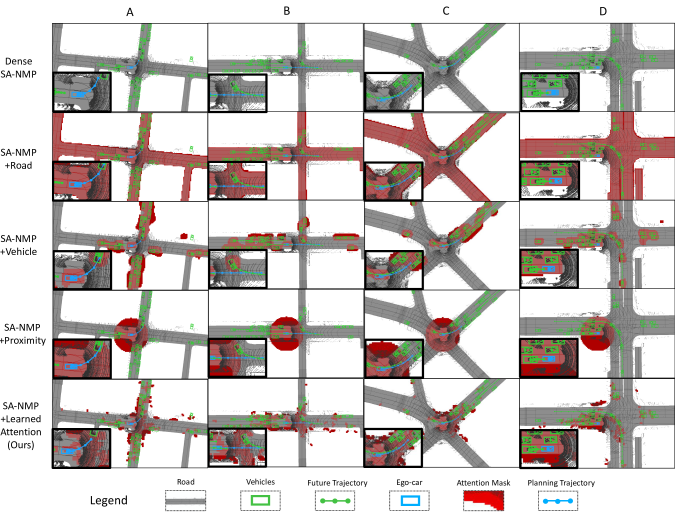 A B C D
Dense
SA-NMP
SA-NMP
+Road
SA-NMP
+Vehicle
SA-NMP
+Proximity
SA-NMP
+Learned
Attention
(Ours)
Legend
Road
Vehicles
Future Trajectory
Ego-car
Attention Mask
Planning Trajectory